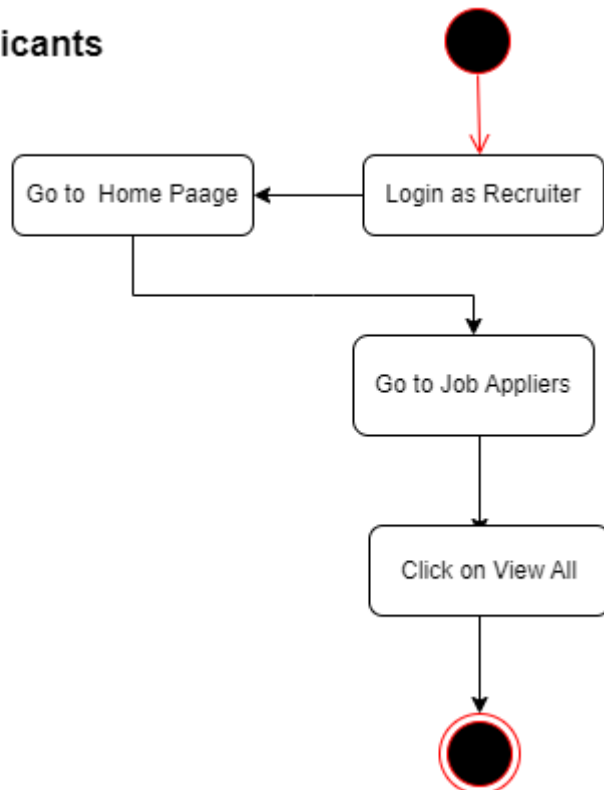 icants
Go to Home Paage
Login as Recruiter
Go to Job Appliers
Click on View All